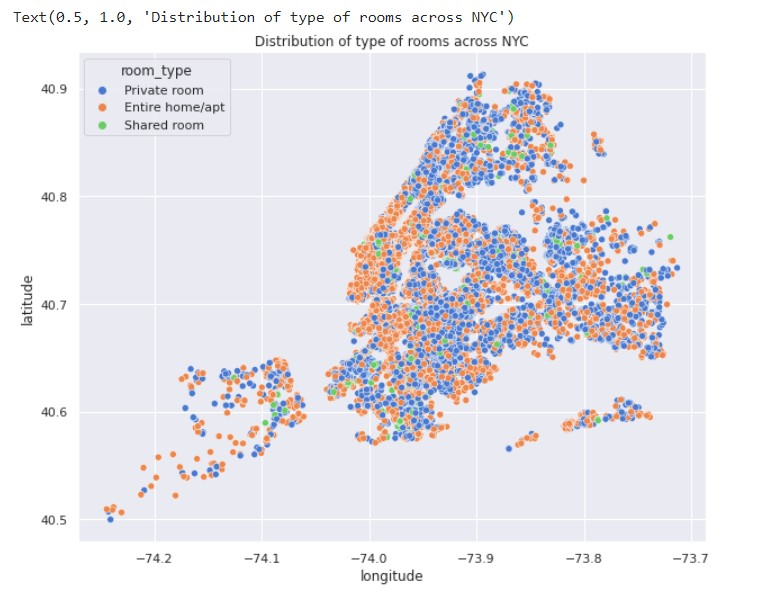 Text(0.5, 1.0, 'Distribution of type of rooms across NYC')
Distribution of type of rooms across NYC
room_type
Private room
Entire home/apt
Shared room
40.9
40.8
40.7
40.6
40.5
latitude
−74.2
−74.1
−74.0
−73.9
−73.8
−73.7
longitude